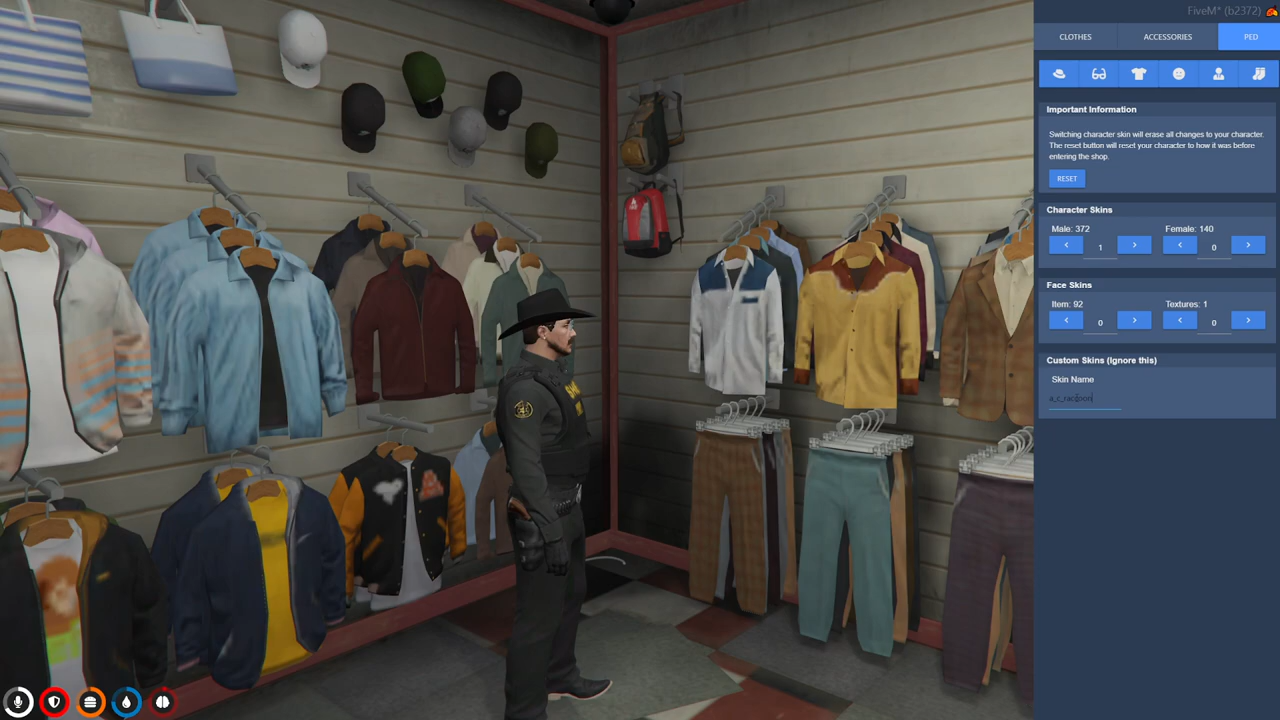 FiveM* (b2372)
CLOTHES
ACCESSORIES
PED
Important Information
Switching character skin will erase all changes to your character.
The reset button will reset your character to how it was before
entering the shop.
RESET
Character Skins
Male: 372
Female: 140
< 1 >
< 0 >
Face Skins
Item: 92
Textures: 1
< 0 >
< 0 >
Custom Skins (Ignore this)
Skin Name
a_c_racoon